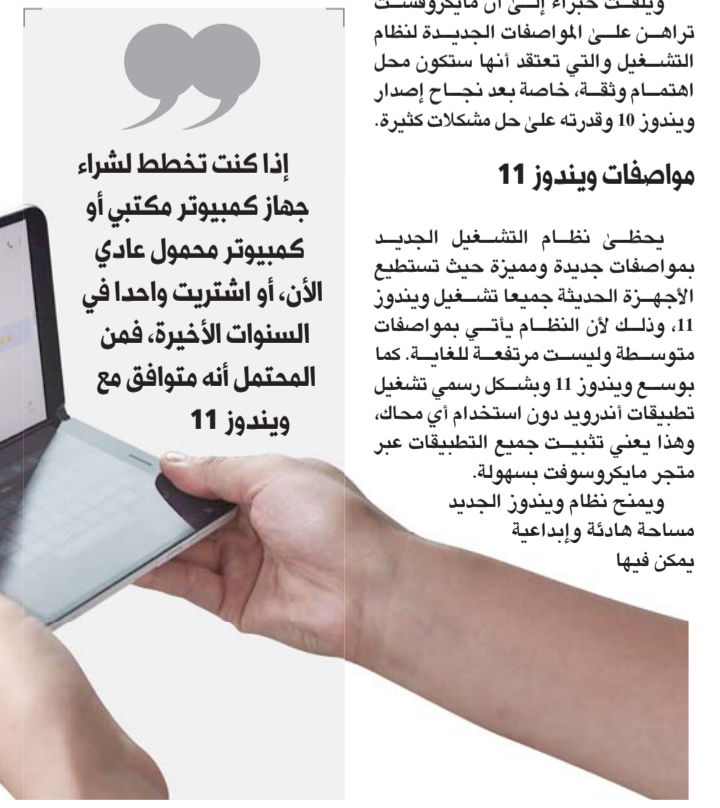 ويلفت خبراء إلى أن مايكروفست
تراهن على المواصفات الجديدة لنظام
التشغيل والتي تعتقد أنها ستكون محل
اهتمام وثقة، خاصة بعد نجاح إصدار
ويندوز 10 وقدرته على حل مشكلات كثيرة.
مواصفات ويندوز 11
يحظى نظام التشغيل الجديد
بمواصفات جديدة ومميزة حيث تستطيع
الأجهزة الحديثة جميعا تشغيل ويندوز
11، وذلك لأن النظام يأتي بمواصفات
متوسطة وليست مرتفعة للغاية. كما
بوسع ويندوز 11 وبشكل رسمي تشغيل
تطبيقات أندرويد دون استخدام أي محاك،
وهذا يعني تثبيت جميع التطبيقات عبر
متجر مايكروسوفت بسهولة.
ويمنح نظام ويندوز الجديد
مساحة هادئة وإبداعية
يمكن فيها
إذا كنت تخطط لشراء
جهاز كمبيوتر مكتبي أو
كمبيوتر محمول عادي
الأن، أو اشتريت واحدا في
السنوات الأخيرة، فمن
المحتمل أنه متوافق مع
ويندوز 11